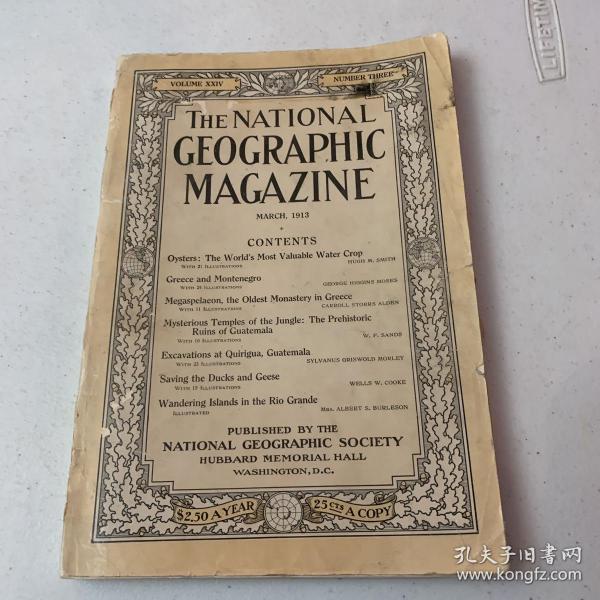 LIFETIM
VOLUME XXIV
NUMBER THREE
THE NATIONAL
GEOGRAPHIC
MAGAZINE
MARCH, 1913
CONTENTS
Oysters: The World's Most Valuable Water Crop
WITH 21 ILLUSTRATIONS HUGH M. SMITH
Greece and Montenegro
WITH 24 ILLUSTRATIONS GEORGE HIGGINS MOSES
Megaspelaeon, the Oldest Monastery in Greece
WITH 11 ILLUSTRATIONS CARROLL STORRS ALDEN
Mysterious Temples of the Jungle: The Prehistoric
Ruins of Guatemala
WITH 16 ILLUSTRATIONS W. F. SANDS
Excavations at Quirigua, Guatemala
WITH 23 ILLUSTRATIONS SYLVANUS GRISWOLD MORLEY
Saving the Ducks and Geese
WITH 15 ILLUSTRATIONS WELLS W. COOKE
Wandering Islands in the Rio Grande
ILLUSTRATED MRS. ALBERT S. BURLESON
PUBLISHED BY THE
NATIONAL GEOGRAPHIC SOCIETY
HUBBARD MEMORIAL HALL
WASHINGTON, D.C.
$2.50 A YEAR
25 CTS A COPY
孔夫子旧书网
www.kongfz.com